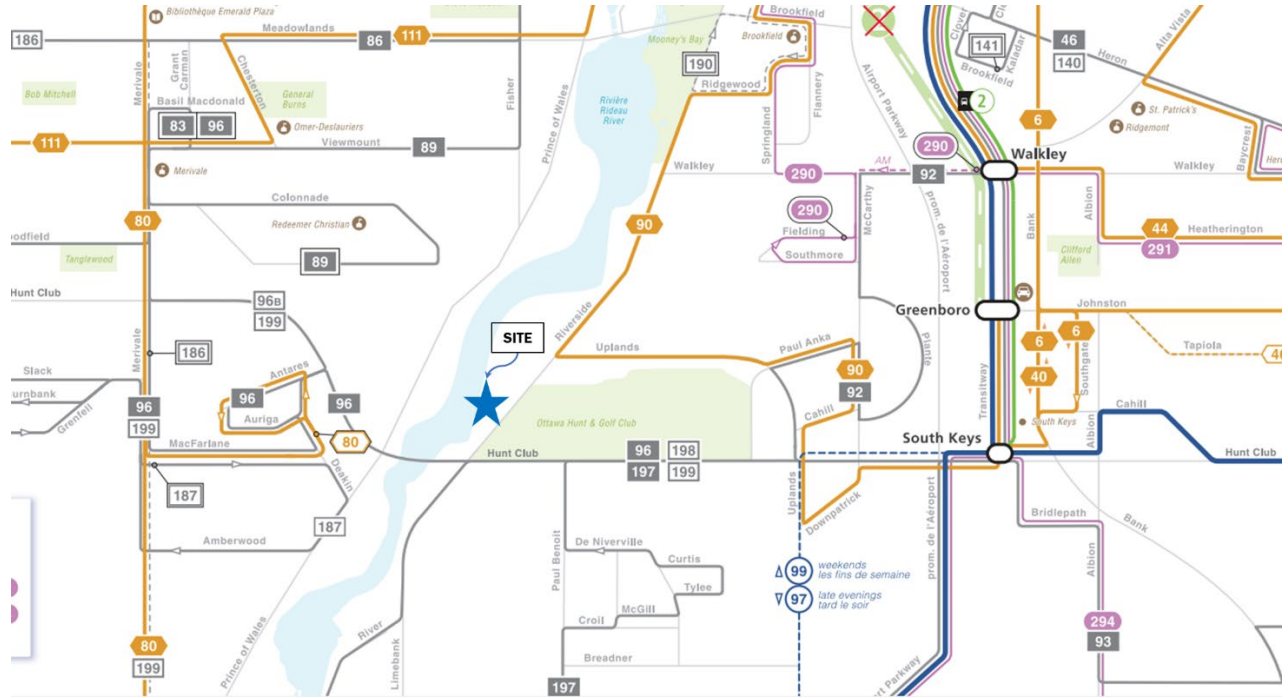 Bibliothèque Emerald Plaza
186
Meadowlands
86
111
Brookfield
Mooney's Bay
Brookfield
190
Ridgewood
Flannery
Springland
Airport Parkway
2
Clover
141
Kaladar
Brookfield
46
140
Heron
Alta Vista
Bob Mitchell
Merivale
Grant Carman
Chesterton
General Burns
Fisher
Prince of Wales
Rivière
Rideau
River
Basil Macdonald
83
96
Omer-Deslauriers
111
Viewmount
89
Merivale
6
St. Patrick's
Ridgemont
Baycrest
290
Walkley
Walkley
290
AM
92
Walkley
Colonnade
80
Redeemer Christian
89
90
290
Fielding
Southmore
McCarthy
prom. de l'Aéroport
Bank
Albion
44
Heatherington
291
Clifford Allen
Tanglewood
Hunt Club
96B
199
Greenboro
Johnston
Merivale
186
Riverside
SITE
Uplands
Paul Anka
Plante
6
6
Southgate
Tapiola
Slack
Grenfell
Antares
96
Auriga
96
90
92
Transitway
40
96
199
80
MacFarlane
Deakin
Ottawa Hunt & Golf Club
Cahill
South Keys
South Keys
Cahill
Albion
Hunt Club
96
198
197
199
Hunt Club
187
187
Amberwood
Uplands
Downpatrick
prom. de l'Aéroport
Bridlepath
Bank
Albion
Paul Benoit
De Niverville
Curtis
Tylee
McGill
Croil
Breadner
197
99
weekends
les fins de semaine
97
late evenings
tard le soir
294
93
80
199
Prince of Wales
River
Limebank